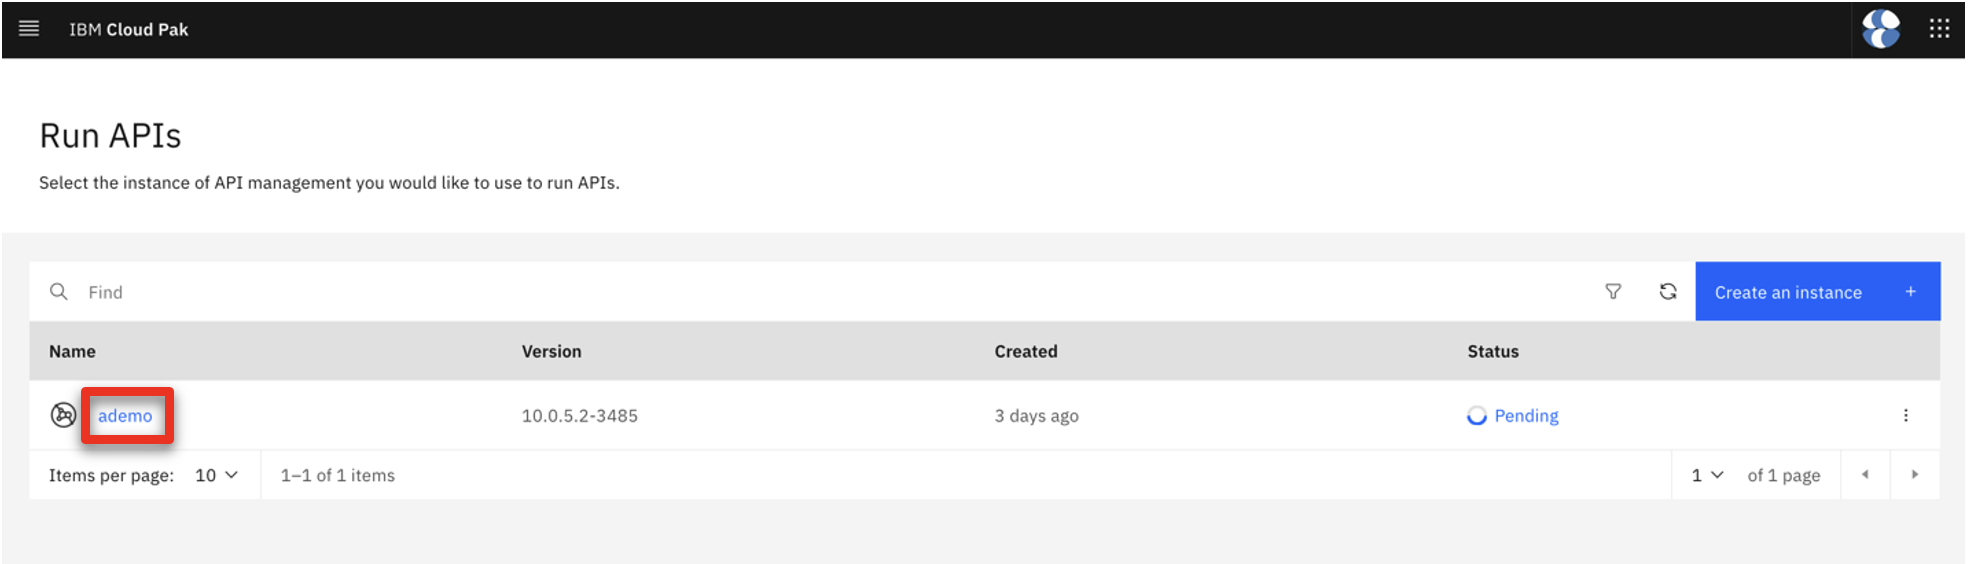 IBM Cloud Pak
Run APIs
Select the instance of API management you would like to use to run APIs.
Find
Create an instance +
Name Version Created Status
ademo 10.0.5.2-3485 3 days ago Pending
Items per page: 10 1–1 of 1 items 1 of 1 page